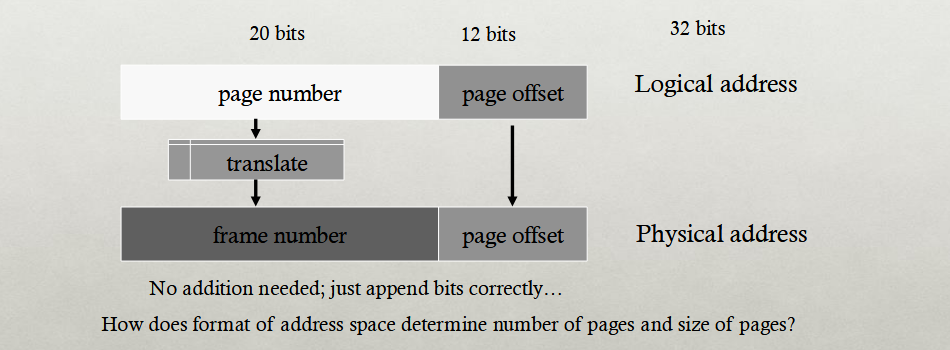 20 bits 12 bits 32 bits
page number page offset Logical address
translate
frame number page offset Physical address
No addition needed; just append bits correctly…
How does format of address space determine number of pages and size of pages?